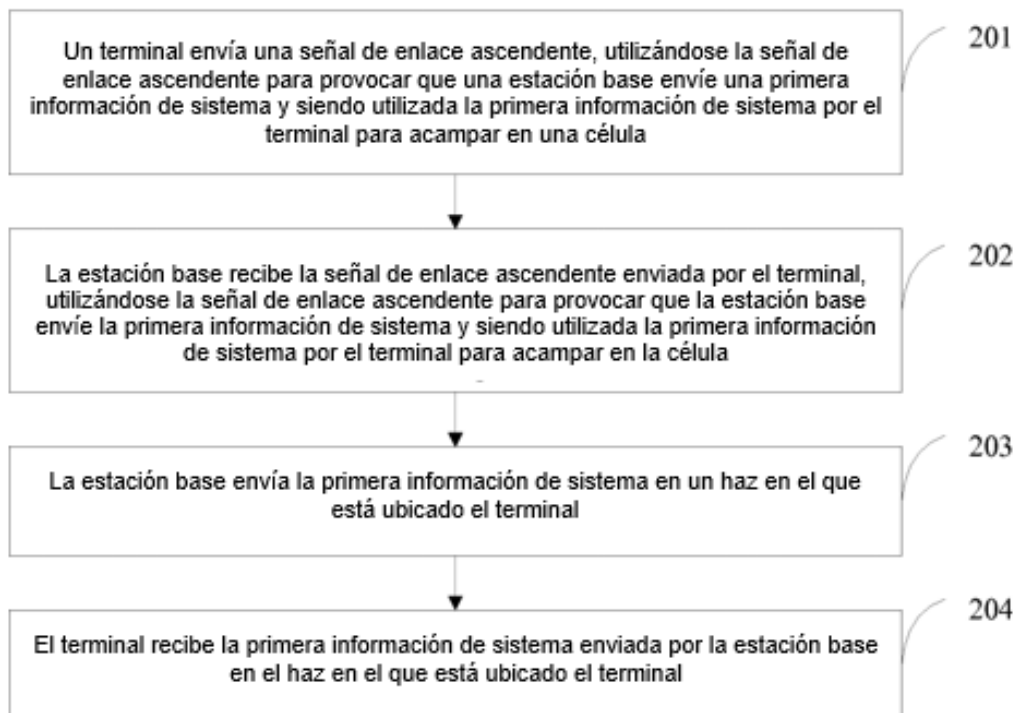 Un terminal envía una señal de enlace ascendente, utilizándose la señal de
enlace ascendente para provocar que una estación base envíe una primera
información de sistema y siendo utilizada la primera información de sistema por el
terminal para acampar en una célula
201
La estación base recibe la señal de enlace ascendente enviada por el terminal,
utilizándose la señal de enlace ascendente para provocar que la estación base
envíe la primera información de sistema y siendo utilizada la primera información
de sistema por el terminal para acampar en la célula
202
La estación base envía la primera información de sistema en un haz en el que
está ubicado el terminal
203
El terminal recibe la primera información de sistema enviada por la estación base
en el haz en el que está ubicado el terminal
204